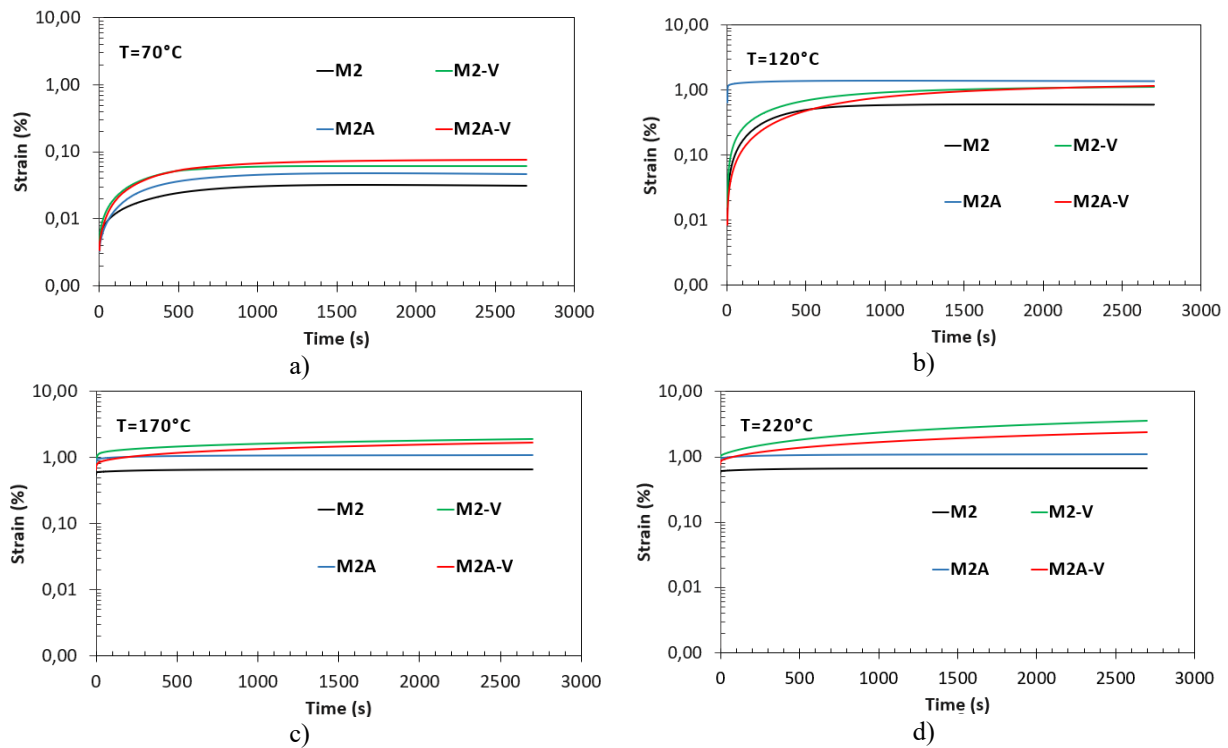 T=70°C
M2
M2-V
M2A
M2A-V
Strain (%)
10,00
1,00
0,10
0,01
0,00
0 500 1000 1500 2000 2500 3000
Time (s)
a)
T=120°C
M2
M2-V
M2A
M2A-V
Strain (%)
10,00
1,00
0,10
0,01
0,00
0 500 1000 1500 2000 2500 3000
Time (s)
b)
T=170°C
M2
M2-V
M2A
M2A-V
Strain (%)
10,00
1,00
0,10
0,01
0,00
0 500 1000 1500 2000 2500 3000
Time (s)
c)
T=220°C
M2
M2-V
M2A
M2A-V
Strain (%)
10,00
1,00
0,10
0,01
0,00
0 500 1000 1500 2000 2500 3000
Time (s)
d)